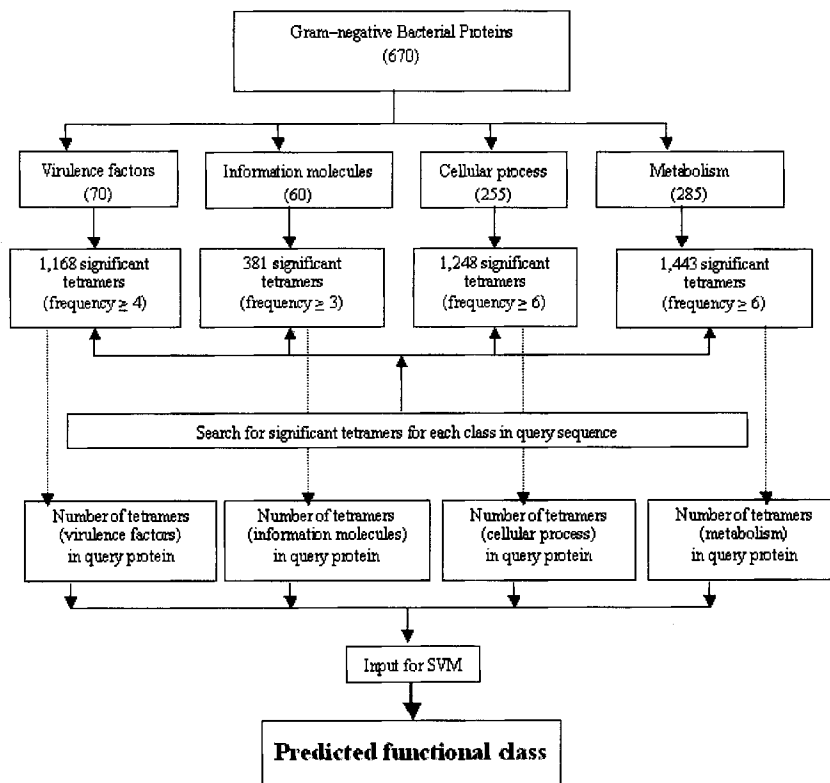 Gram–negative Bacterial Proteins
(670)
Virulence factors
(70)
Information molecules
(60)
Cellular process
(255)
Metabolism
(285)
1,168 significant
tetramers
(frequency ≥ 4)
381 significant
tetramers
(frequency ≥ 3)
1,248 significant
tetramers
(frequency ≥ 6)
1,443 significant
tetramers
(frequency ≥ 6)
Search for significant tetramers for each class in query sequence
Number of tetramers
(virulence factors)
in query protein
Number of tetramers
(information molecules)
in query protein
Number of tetramers
(cellular process)
in query protein
Number of tetramers
(metabolism)
in query protein
Input for SVM
Predicted functional class